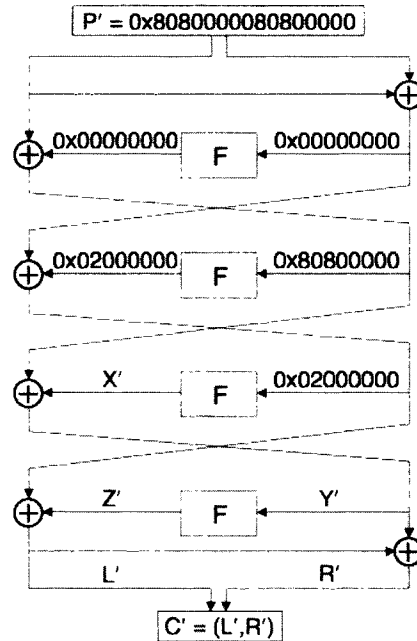 P' = 0x8080000080800000
0x00000000 F 0x00000000
0x02000000 F 0x80800000
X' F 0x02000000
Z' F Y'
L' R'
C' = (L',R')